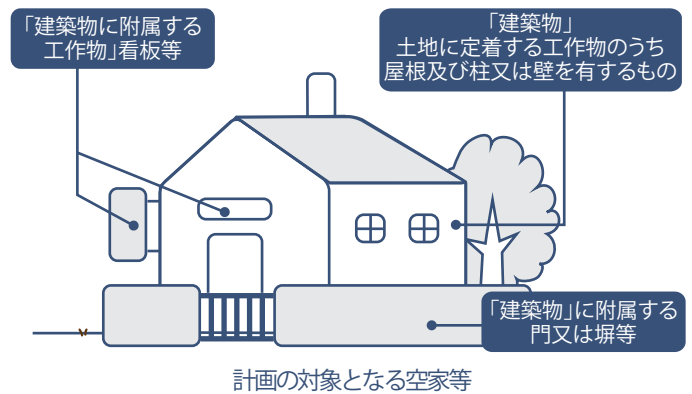 「建築物に附属する
工作物」看板等
「建築物」
土地に定着する工作物のうち
屋根及び柱又は壁を有するもの
「建築物」に附属する
門又は塀等
計画の対象となる空家等